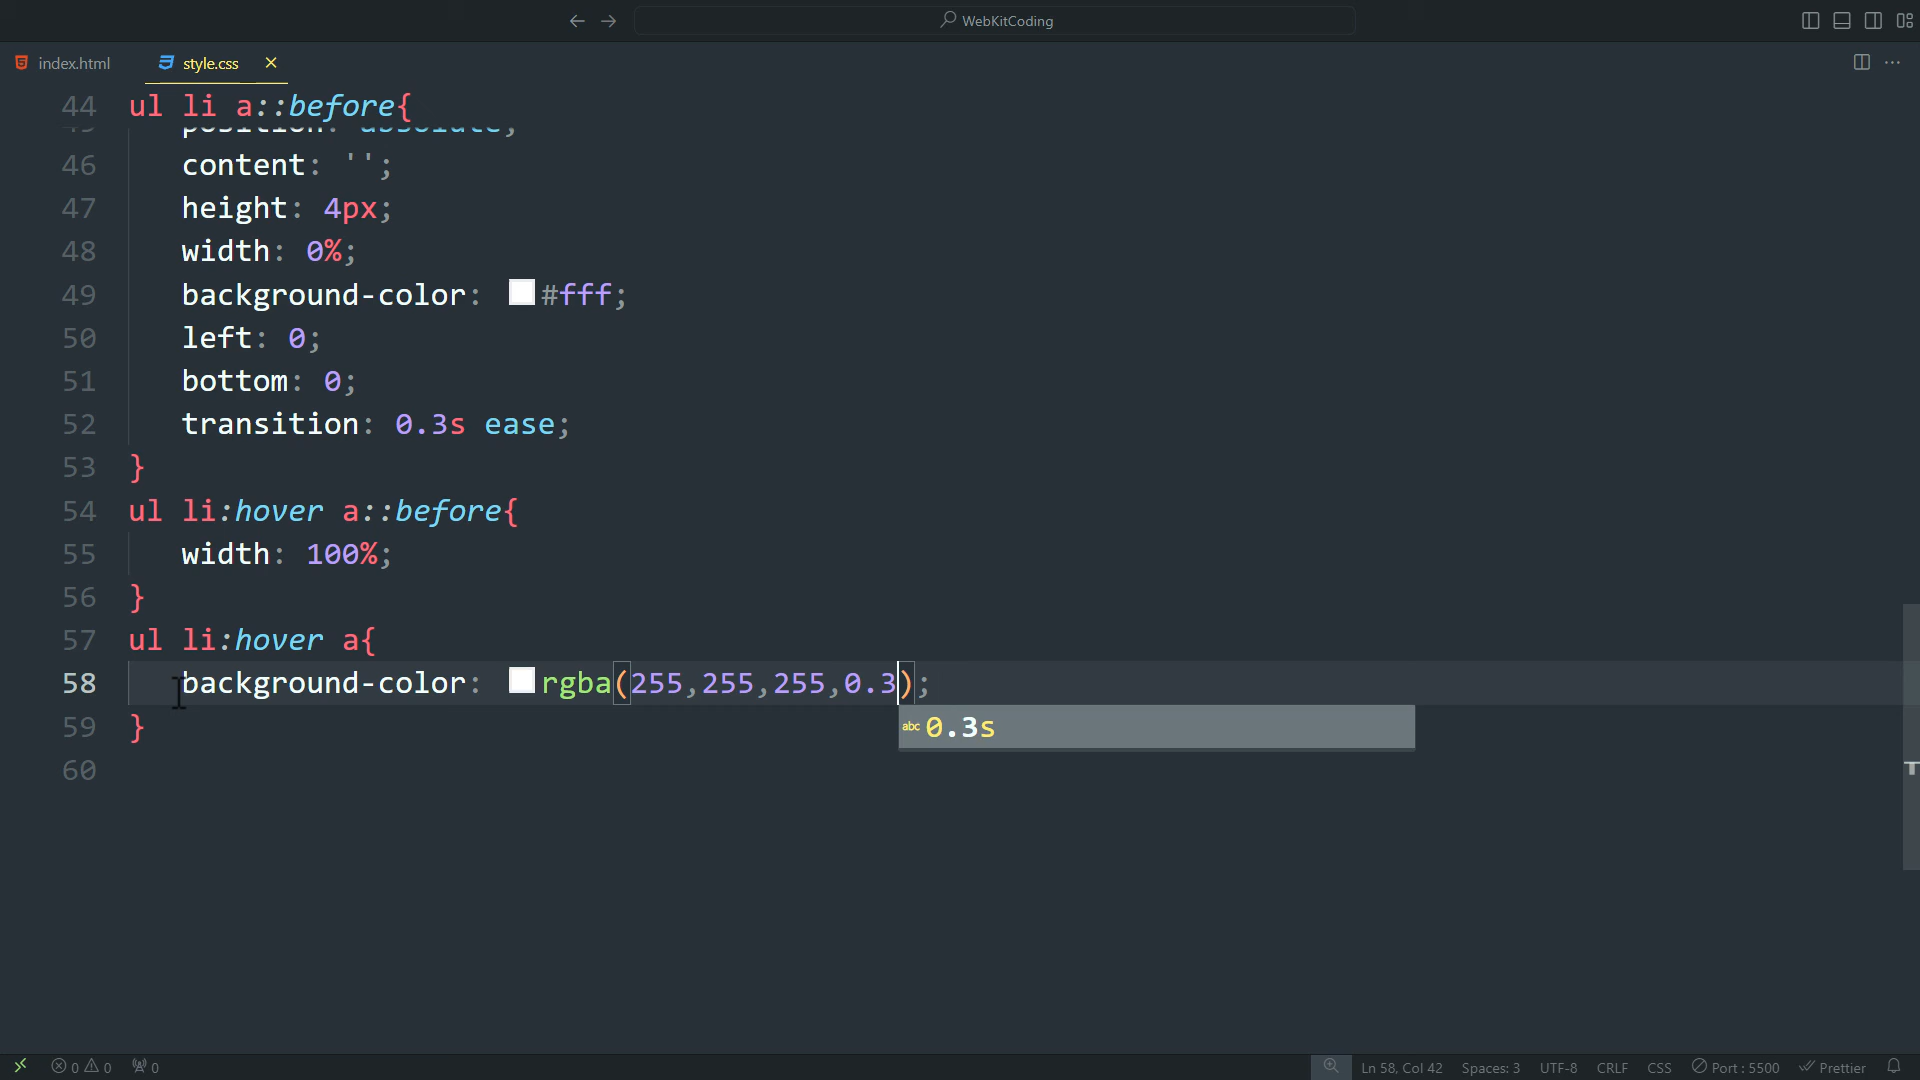 WebKitCoding
index.html
style.css
44 ul li a::before{
46 content: '';
47 height: 4px;
48 width: 0%;
49 background-color: #fff;
50 left: 0;
51 bottom: 0;
52 transition: 0.3s ease;
53 }
54 ul li:hover a::before{
55 width: 100%;
56 }
57 ul li:hover a{
58 background-color: rgba(255,255,255,0.3);
abc 0.3s
59 }
60
0 0 0 Ln 58, Col 42 Spaces: 3 UTF-8 CRLF CSS Port : 5500 Prettier